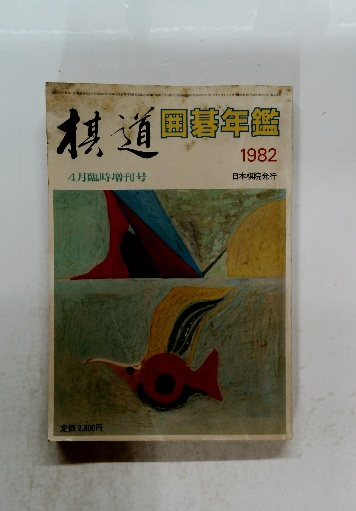 棋道
囲碁年鑑
1982
4月臨時増刊号
日本棋院発行
定価 2,800円